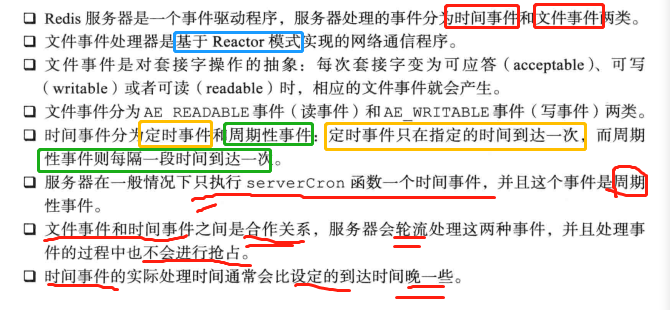 ❏ Redis 服务器是一个事件驱动程序，服务器处理的事件分为时间事件和文件事件两类。
❏ 文件事件处理器是基于 Reactor 模式实现的网络通信程序。
❏ 文件事件是对套接字操作的抽象：每次套接字变为可应答（acceptable）、可写
（writable）或者可读（readable）时，相应的文件事件就会产生。
❏ 文件事件分为 AE_READABLE 事件（读事件）和 AE_WRITABLE 事件（写事件）两类。
❏ 时间事件分为定时事件和周期性事件：定时事件只在指定的时间到达一次，而周期
性事件则每隔一段时间到达一次。
❏ 服务器在一般情况下只执行 serverCron 函数一个时间事件，并且这个事件是周期
性事件。
❏ 文件事件和时间事件之间是合作关系，服务器会轮流处理这两种事件，并且处理事
件的过程中也不会进行抢占。
❏ 时间事件的实际处理时间通常会比设定的到达时间晚一些。